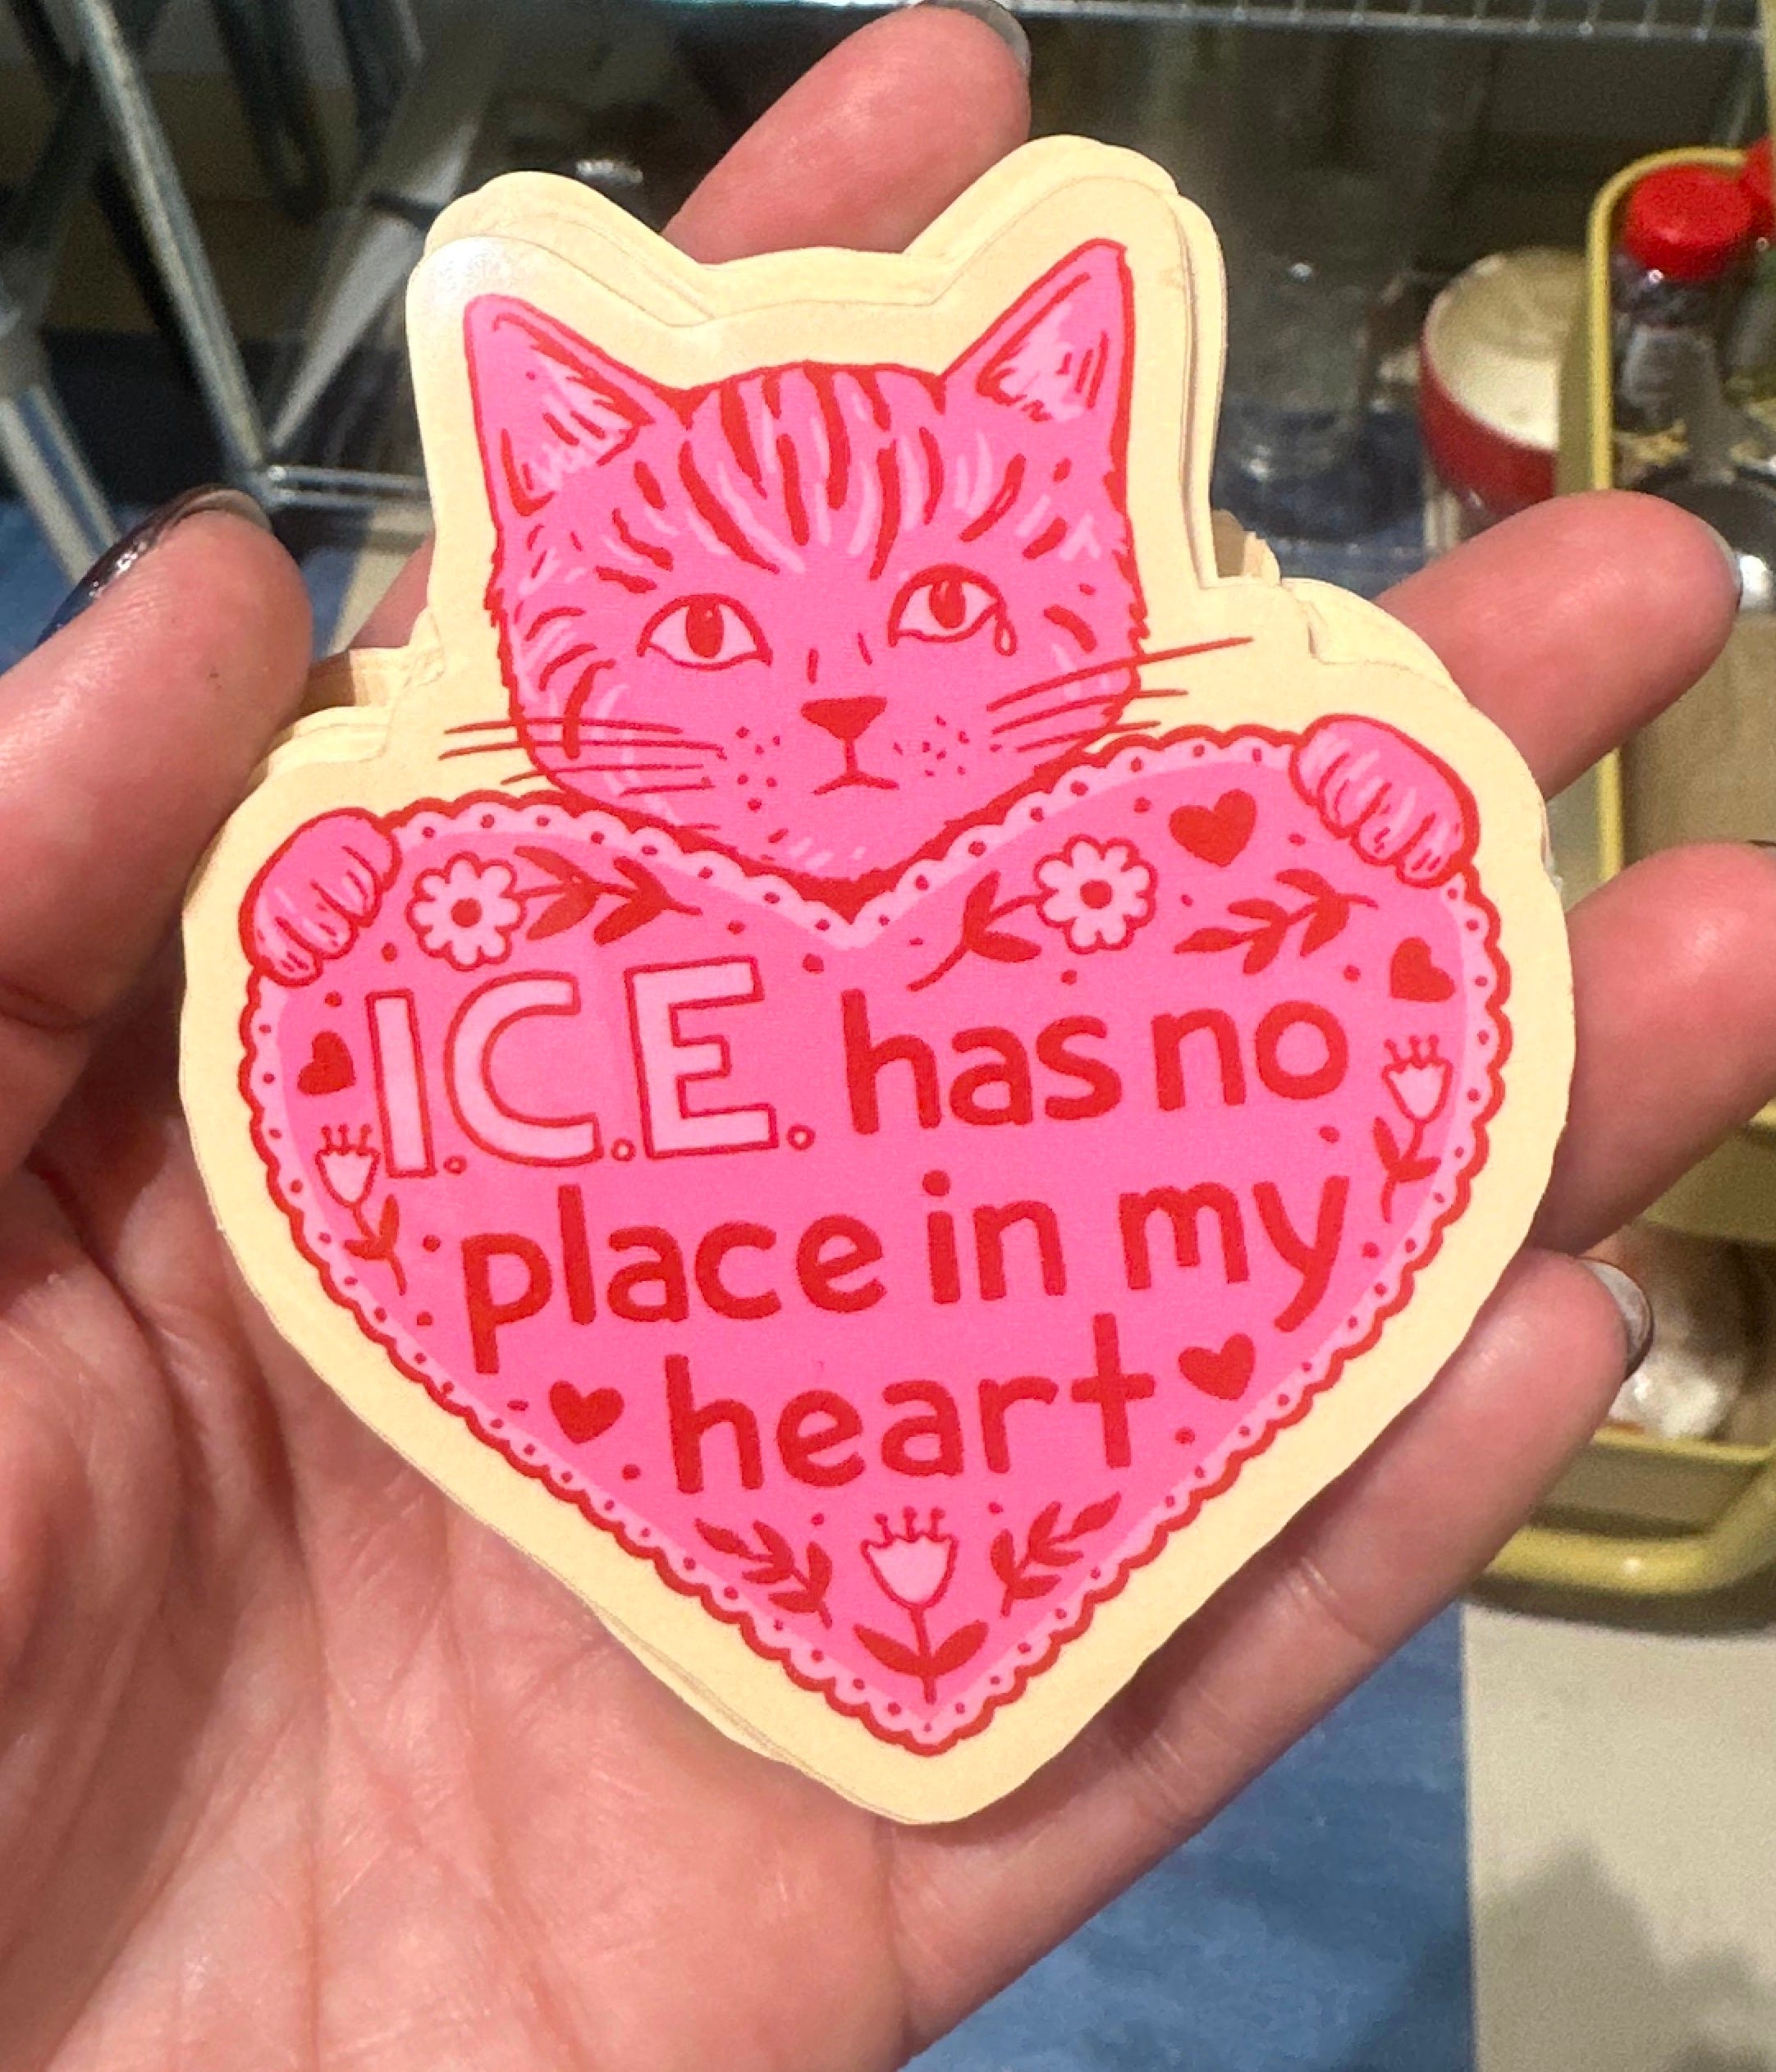 I.C.E. has no
place in my
heart